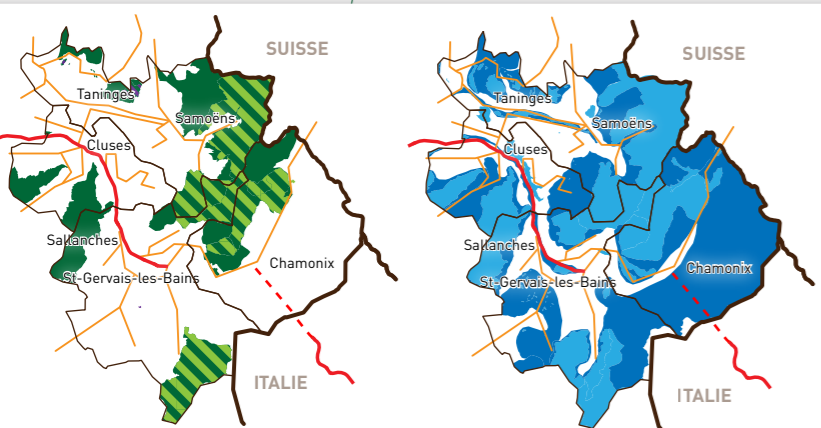 SUISSE
Taninges
Samoëns
Cluses
Sallanches
Chamonix
St-Gervais-les-Bains
ITALIE
SUISSE
Taninges
Samoëns
Cluses
Sallanches
Chamonix
St-Gervais-les-Bains
ITALIE